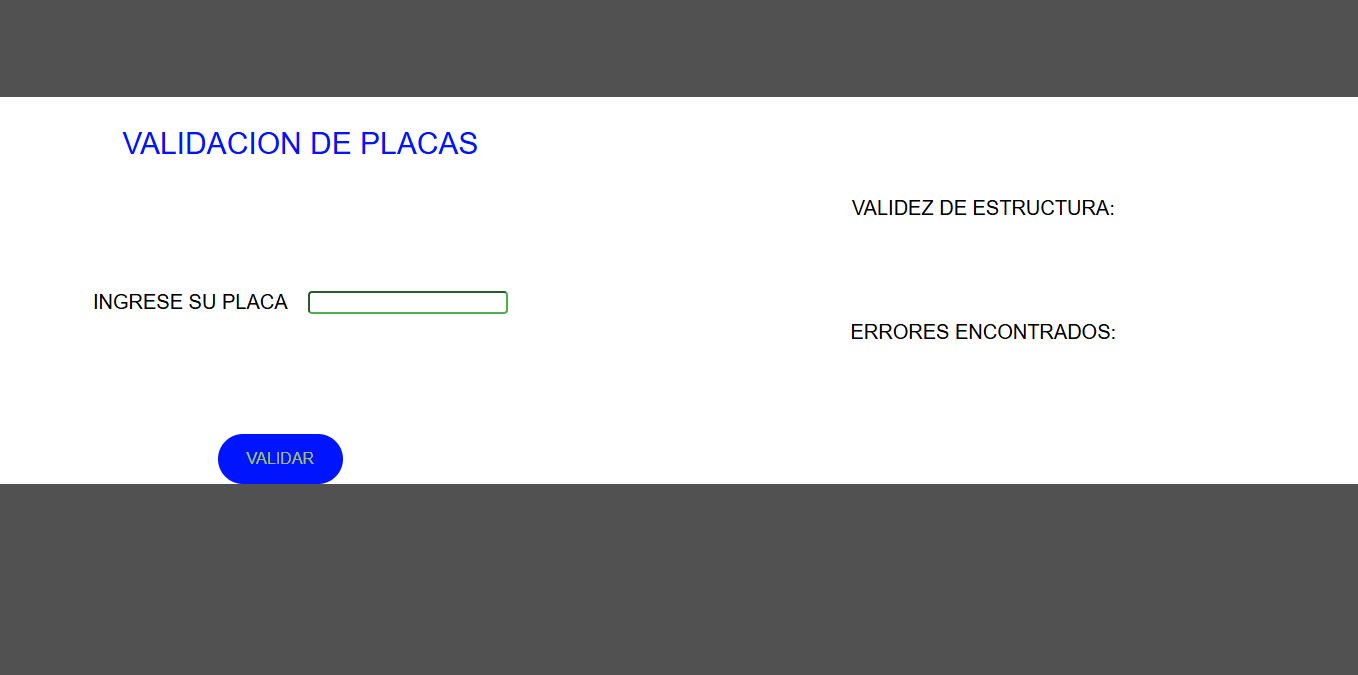 VALIDACION DE PLACAS
INGRESE SU PLACA
VALIDAR
VALIDEZ DE ESTRUCTURA:
ERRORES ENCONTRADOS: